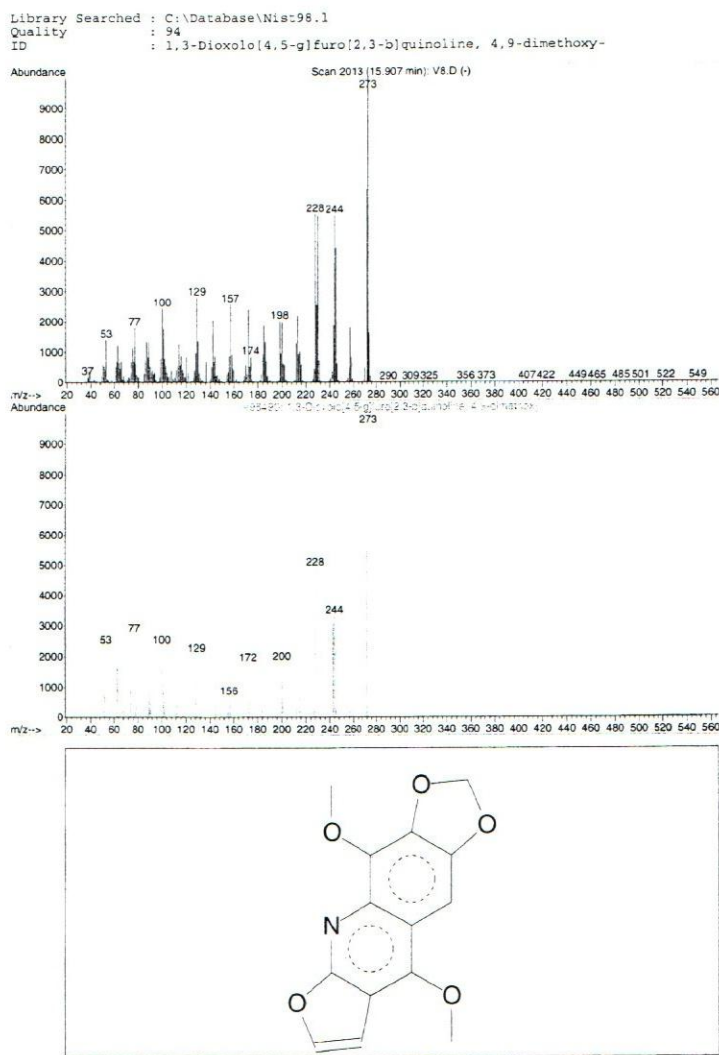 Library Searched : C:\Database\Nist98.l
Quality : 94
ID : 1,3-Dioxolo[4,5-g]furo[2,3-b]quinoline, 4,9-dimethoxy-
Abundance
Scan 2013 (15.907 min): V8.D (-)
273
9000
8000
7000
6000
228 244
5000
4000
3000
129 157
100
2000
77 198
53
1000 174
37 290 309 325 356 373 407 422 449 465 485 501 522 549
0
20 40 60 80 100 120 140 160 180 200 220 240 260 280 300 320 340 360 380 400 420 440 460 480 500 520 540 560
m/z-->
Abundance
273
9000
8000
7000
6000
5000 228
4000
3000 244
53 77 100 129
2000 172 200
1000 156
0
m/z--> 20 40 60 80 100 120 140 160 180 200 220 240 260 280 300 320 340 360 380 400 420 440 460 480 500 520 540 560
O
O O
N
O O